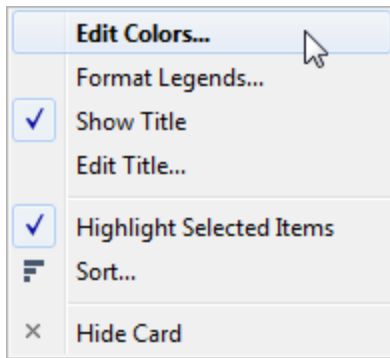 Edit Colors...
Format Legends...
Show Title
Edit Title...
Highlight Selected Items
Sort...
Hide Card